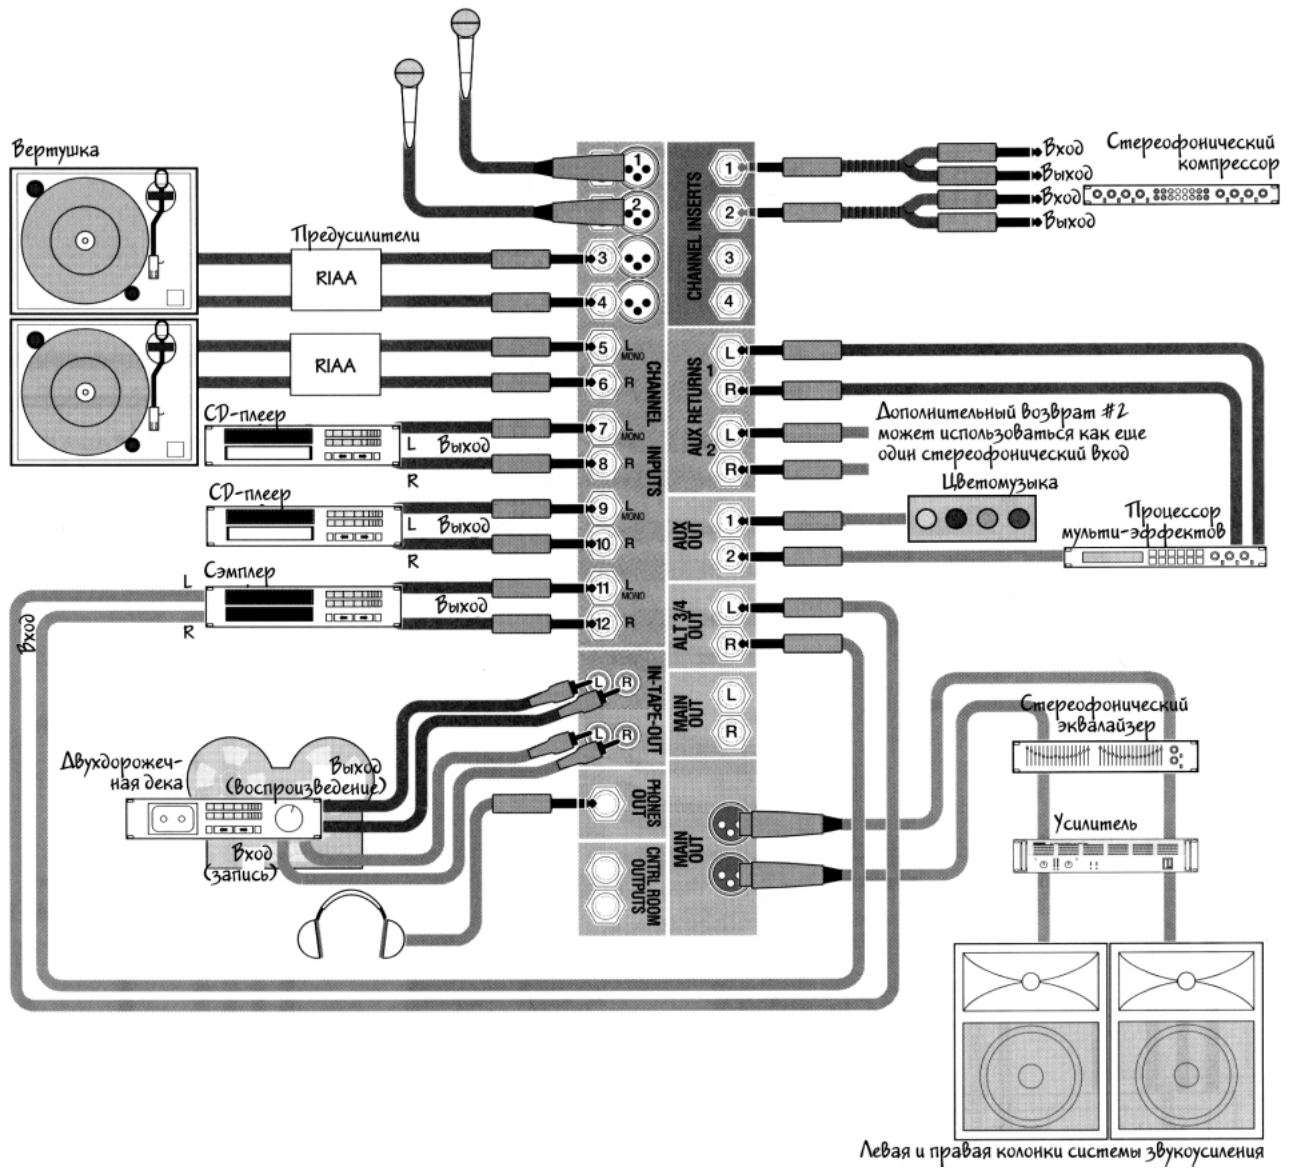 Вертушка
Предусилители
RIAA
RIAA
CD-плеер
L
Выход
R
CD-плеер
L
Выход
R
Сэмплер
L
R
Вход
Выход
Двухдорожеч-
ная дека
Выход
(воспроизведение)
Вход
(запись)
1
2
3
4
5
L
MONO
6
R
7
L
MONO
8
R
9
L
MONO
10
R
11
L
MONO
12
R
CHANNEL INPUTS
L
R
L
R
IN-TAPE-OUT
PHONES
OUT
CNTRL ROOM
OUTPUTS
CHANNEL INSERTS
1
2
3
4
AUX RETURNS
1
L
R
2
L
R
AUX
OUT
1
2
ALT 3/4
OUT
L
R
MAIN
OUT
L
R
MAIN
OUT
Вход
Выход
Вход
Выход
Стереофонический
компрессор
Дополнительный возврат #2
может использоваться как еще
один стереофонический вход
Цветомузыка
Процессор
мульти-эффектов
Стереофонический
эквалайзер
Усилитель
Левая и правая колонки системы звукоусиления